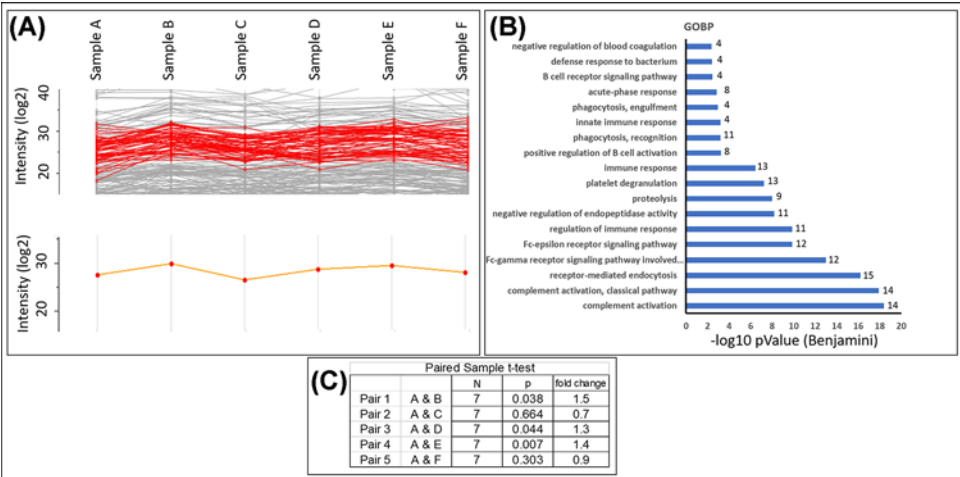 (A)
Sample A
Sample B
Sample C
Sample D
Sample E
Sample F
Intensity (log2)
40
30
20
Intensity (log2)
30
20
(B)
GOBP
negative regulation of blood coagulation 4
defense response to bacterium 4
B cell receptor signaling pathway 4
acute-phase response 8
phagocytosis, engulfment 4
innate immune response 4
phagocytosis, recognition 11
positive regulation of B cell activation 8
immune response 13
platelet degranulation 13
proteolysis 9
negative regulation of endopeptidase activity 11
regulation of immune response 11
Fc-epsilon receptor signaling pathway 12
Fc-gamma receptor signaling pathway involved... 12
receptor-mediated endocytosis 15
complement activation, classical pathway 14
complement activation 14
0 2 4 6 8 10 12 14 16 18 20
-log10 pValue (Benjamini)
(C)
Paired Sample t-test
N p fold change
Pair 1 A & B 7 0.038 1.5
Pair 2 A & C 7 0.664 0.7
Pair 3 A & D 7 0.044 1.3
Pair 4 A & E 7 0.007 1.4
Pair 5 A & F 7 0.303 0.9